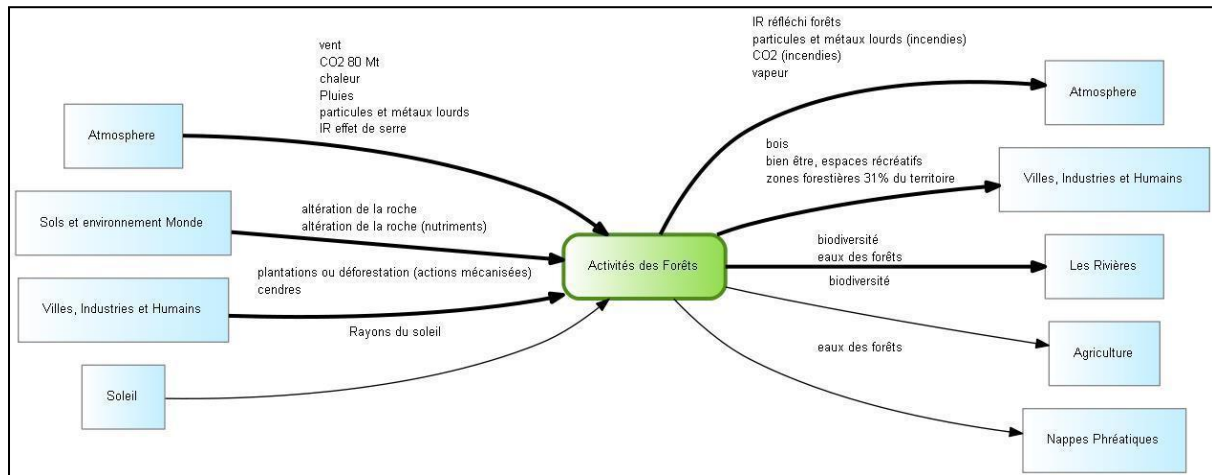 vent
CO2 80 Mt
chaleur
Pluies
particules et métaux lourds
IR effet de serre
Atmosphere
altération de la roche
altération de la roche (nutriments)
Sols et environnement Monde
plantations ou déforestation (actions mécanisées)
cendres
Villes, Industries et Humains
Rayons du soleil
Soleil
Activités des Forêts
IR réfléchi forêts
particules et métaux lourds (incendies)
CO2 (incendies)
vapeur
Atmosphere
bois
bien être, espaces récréatifs
zones forestières 31% du territoire
Villes, Industries et Humains
biodiversité
eaux des forêts
Les Rivières
biodiversité
Agriculture
eaux des forêts
Nappes Phréatiques